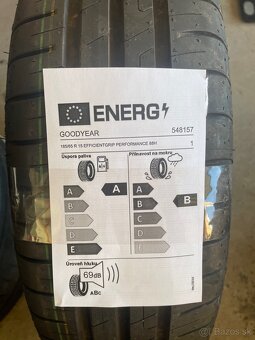 ENERG
GOODYEAR 548157
185/65 R 15 EFFICIENTGRIP PERFORMANCE 88H 1
Úspora paliva Přilnavost na mokru
A A A
B B B
C C
D D
E E
Úroveň hluku
69dB
ABC
bazos.sk